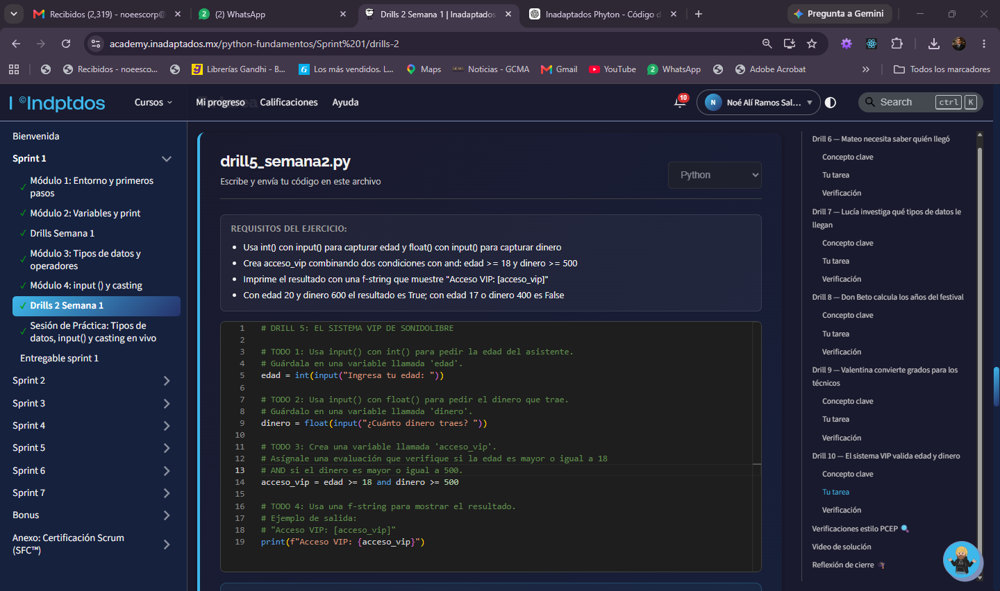 Recibidos (2,319) - noeescorp@
(2) WhatsApp
Drills 2 Semana 1 | Inadaptados
Inadaptados Phyton - Código d
Pregunta a Gemini
academy.inadaptados.mx/python-fundamentos/Sprint%201/drills-2
Recibidos - noeesco...
Librerías Gandhi - B...
Los más vendidos. L...
Maps
Noticias - GCMA
Gmail
YouTube
WhatsApp
Adobe Acrobat
Todos los marcadores
Indptdos
Cursos
Mi progreso
Calificaciones
Ayuda
10
N
Noé Alí Ramos Sal...
Search
ctrl K
Bienvenida
Sprint 1
Módulo 1: Entorno y primeros
pasos
Módulo 2: Variables y print
Drills Semana 1
Módulo 3: Tipos de datos y
operadores
Módulo 4: input () y casting
Drills 2 Semana 1
Sesión de Práctica: Tipos de
datos, input() y casting en vivo
Entregable sprint 1
Sprint 2
Sprint 3
Sprint 4
Sprint 5
Sprint 6
Sprint 7
Bonus
Anexo: Certificación Scrum
(SFC™)
drill5_semana2.py
Escribe y envía tu código en este archivo
Python
REQUISITOS DEL EJERCICIO:
• Usa int() con input() para capturar edad y float() con input() para capturar dinero
• Crea acceso_vip combinando dos condiciones con and: edad >= 18 y dinero >= 500
• Imprime el resultado con una f-string que muestre "Acceso VIP: [acceso_vip]"
• Con edad 20 y dinero 600 el resultado es True; con edad 17 o dinero 400 es False
1 # DRILL 5: EL SISTEMA VIP DE SONIDOLIBRE
2
3 # TODO 1: Usa input() con int() para pedir la edad del asistente.
4 # Guárdala en una variable llamada 'edad'.
5 edad = int(input("Ingresa tu edad: "))
6
7 # TODO 2: Usa input() con float() para pedir el dinero que trae.
8 # Guárdalo en una variable llamada 'dinero'.
9 dinero = float(input("¿Cuánto dinero traes? "))
10
11 # TODO 3: Crea una variable llamada 'acceso_vip'.
12 # Asígnale una evaluación que verifique si la edad es mayor o igual a 18
13 # AND si el dinero es mayor o igual a 500.
14 acceso_vip = edad >= 18 and dinero >= 500
15
16 # TODO 4: Usa una f-string para mostrar el resultado.
17 # Ejemplo de salida:
18 # "Acceso VIP: [acceso_vip]"
19 print(f"Acceso VIP: {acceso_vip}")
Drill 6 — Mateo necesita saber quién llegó
Concepto clave
Tu tarea
Verificación
Drill 7 — Lucía investiga qué tipos de datos le
llegan
Concepto clave
Tu tarea
Verificación
Drill 8 — Don Beto calcula los años del festival
Concepto clave
Tu tarea
Verificación
Drill 9 — Valentina convierte grados para los
técnicos
Concepto clave
Tu tarea
Verificación
Drill 10 — El sistema VIP valida edad y dinero
Concepto clave
Tu tarea
Verificación
Verificaciones estilo PCEP
Video de solución
Reflexión de cierre